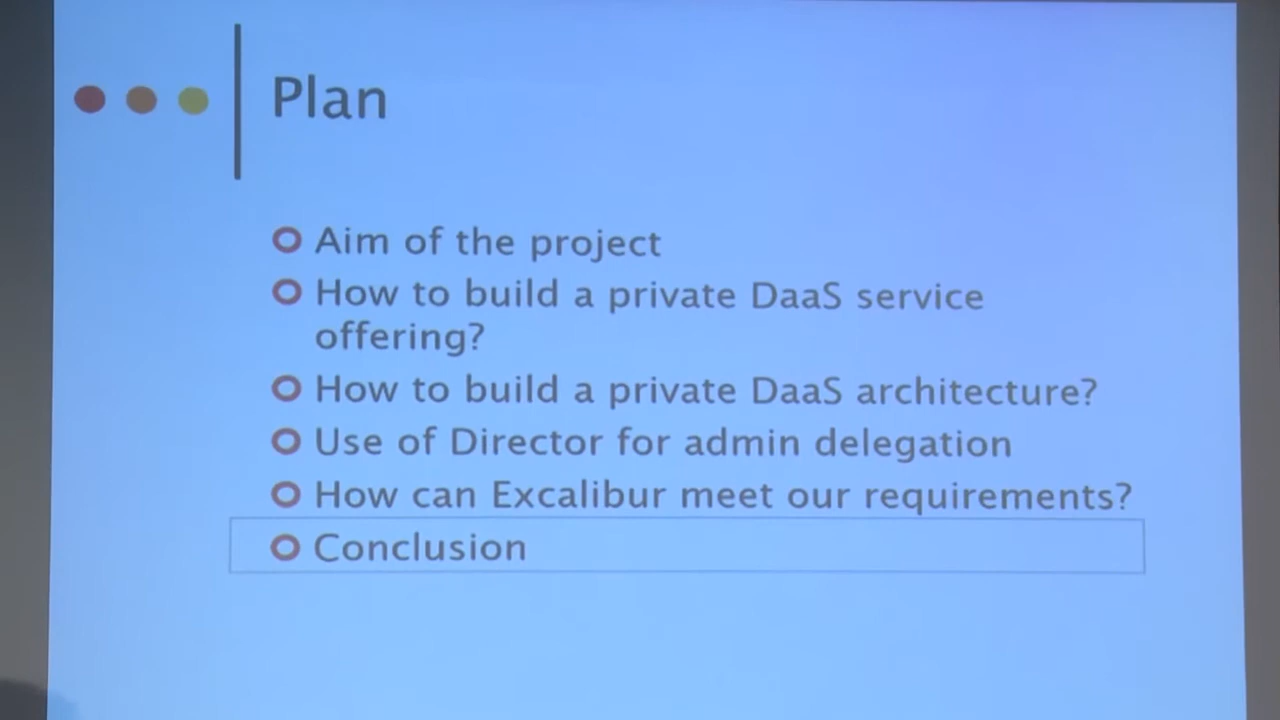 Plan
Aim of the project
How to build a private DaaS service
offering?
How to build a private DaaS architecture?
Use of Director for admin delegation
How can Excalibur meet our requirements?
Conclusion